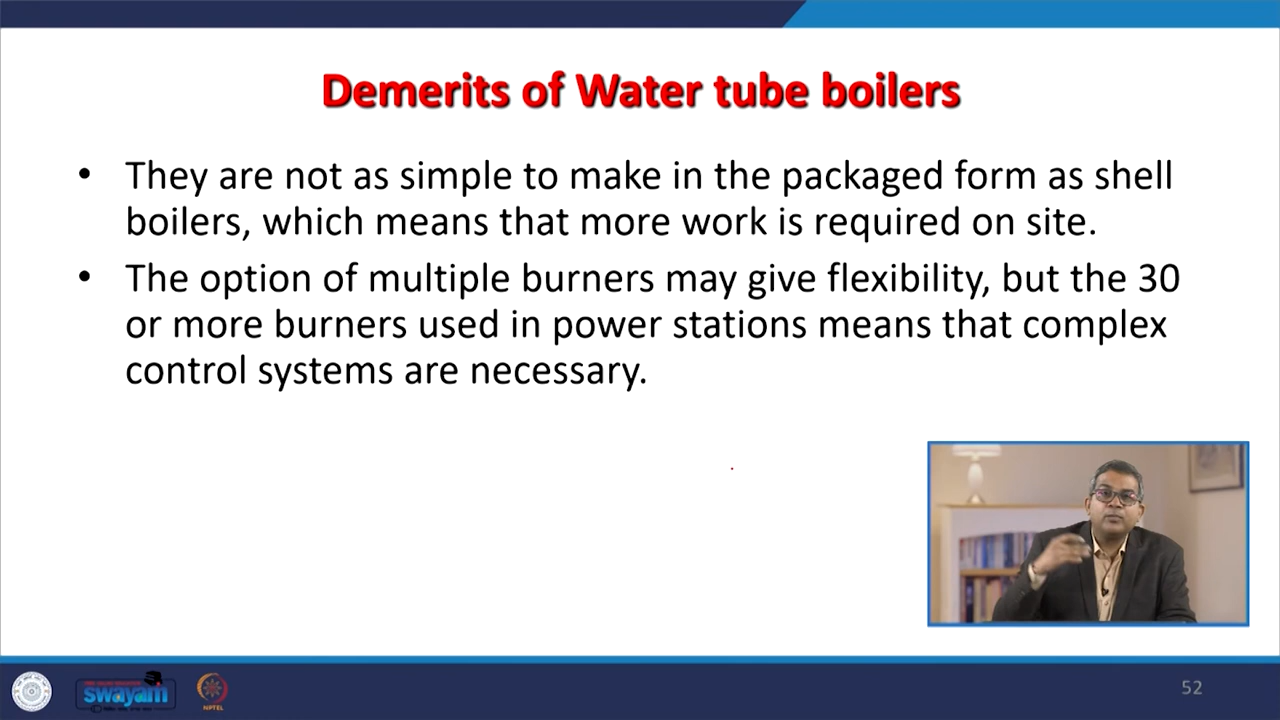 Demerits of Water tube boilers
• They are not as simple to make in the packaged form as shell
boilers, which means that more work is required on site.
• The option of multiple burners may give flexibility, but the 30
or more burners used in power stations means that complex
control systems are necessary.
swayam
NPTEL
52